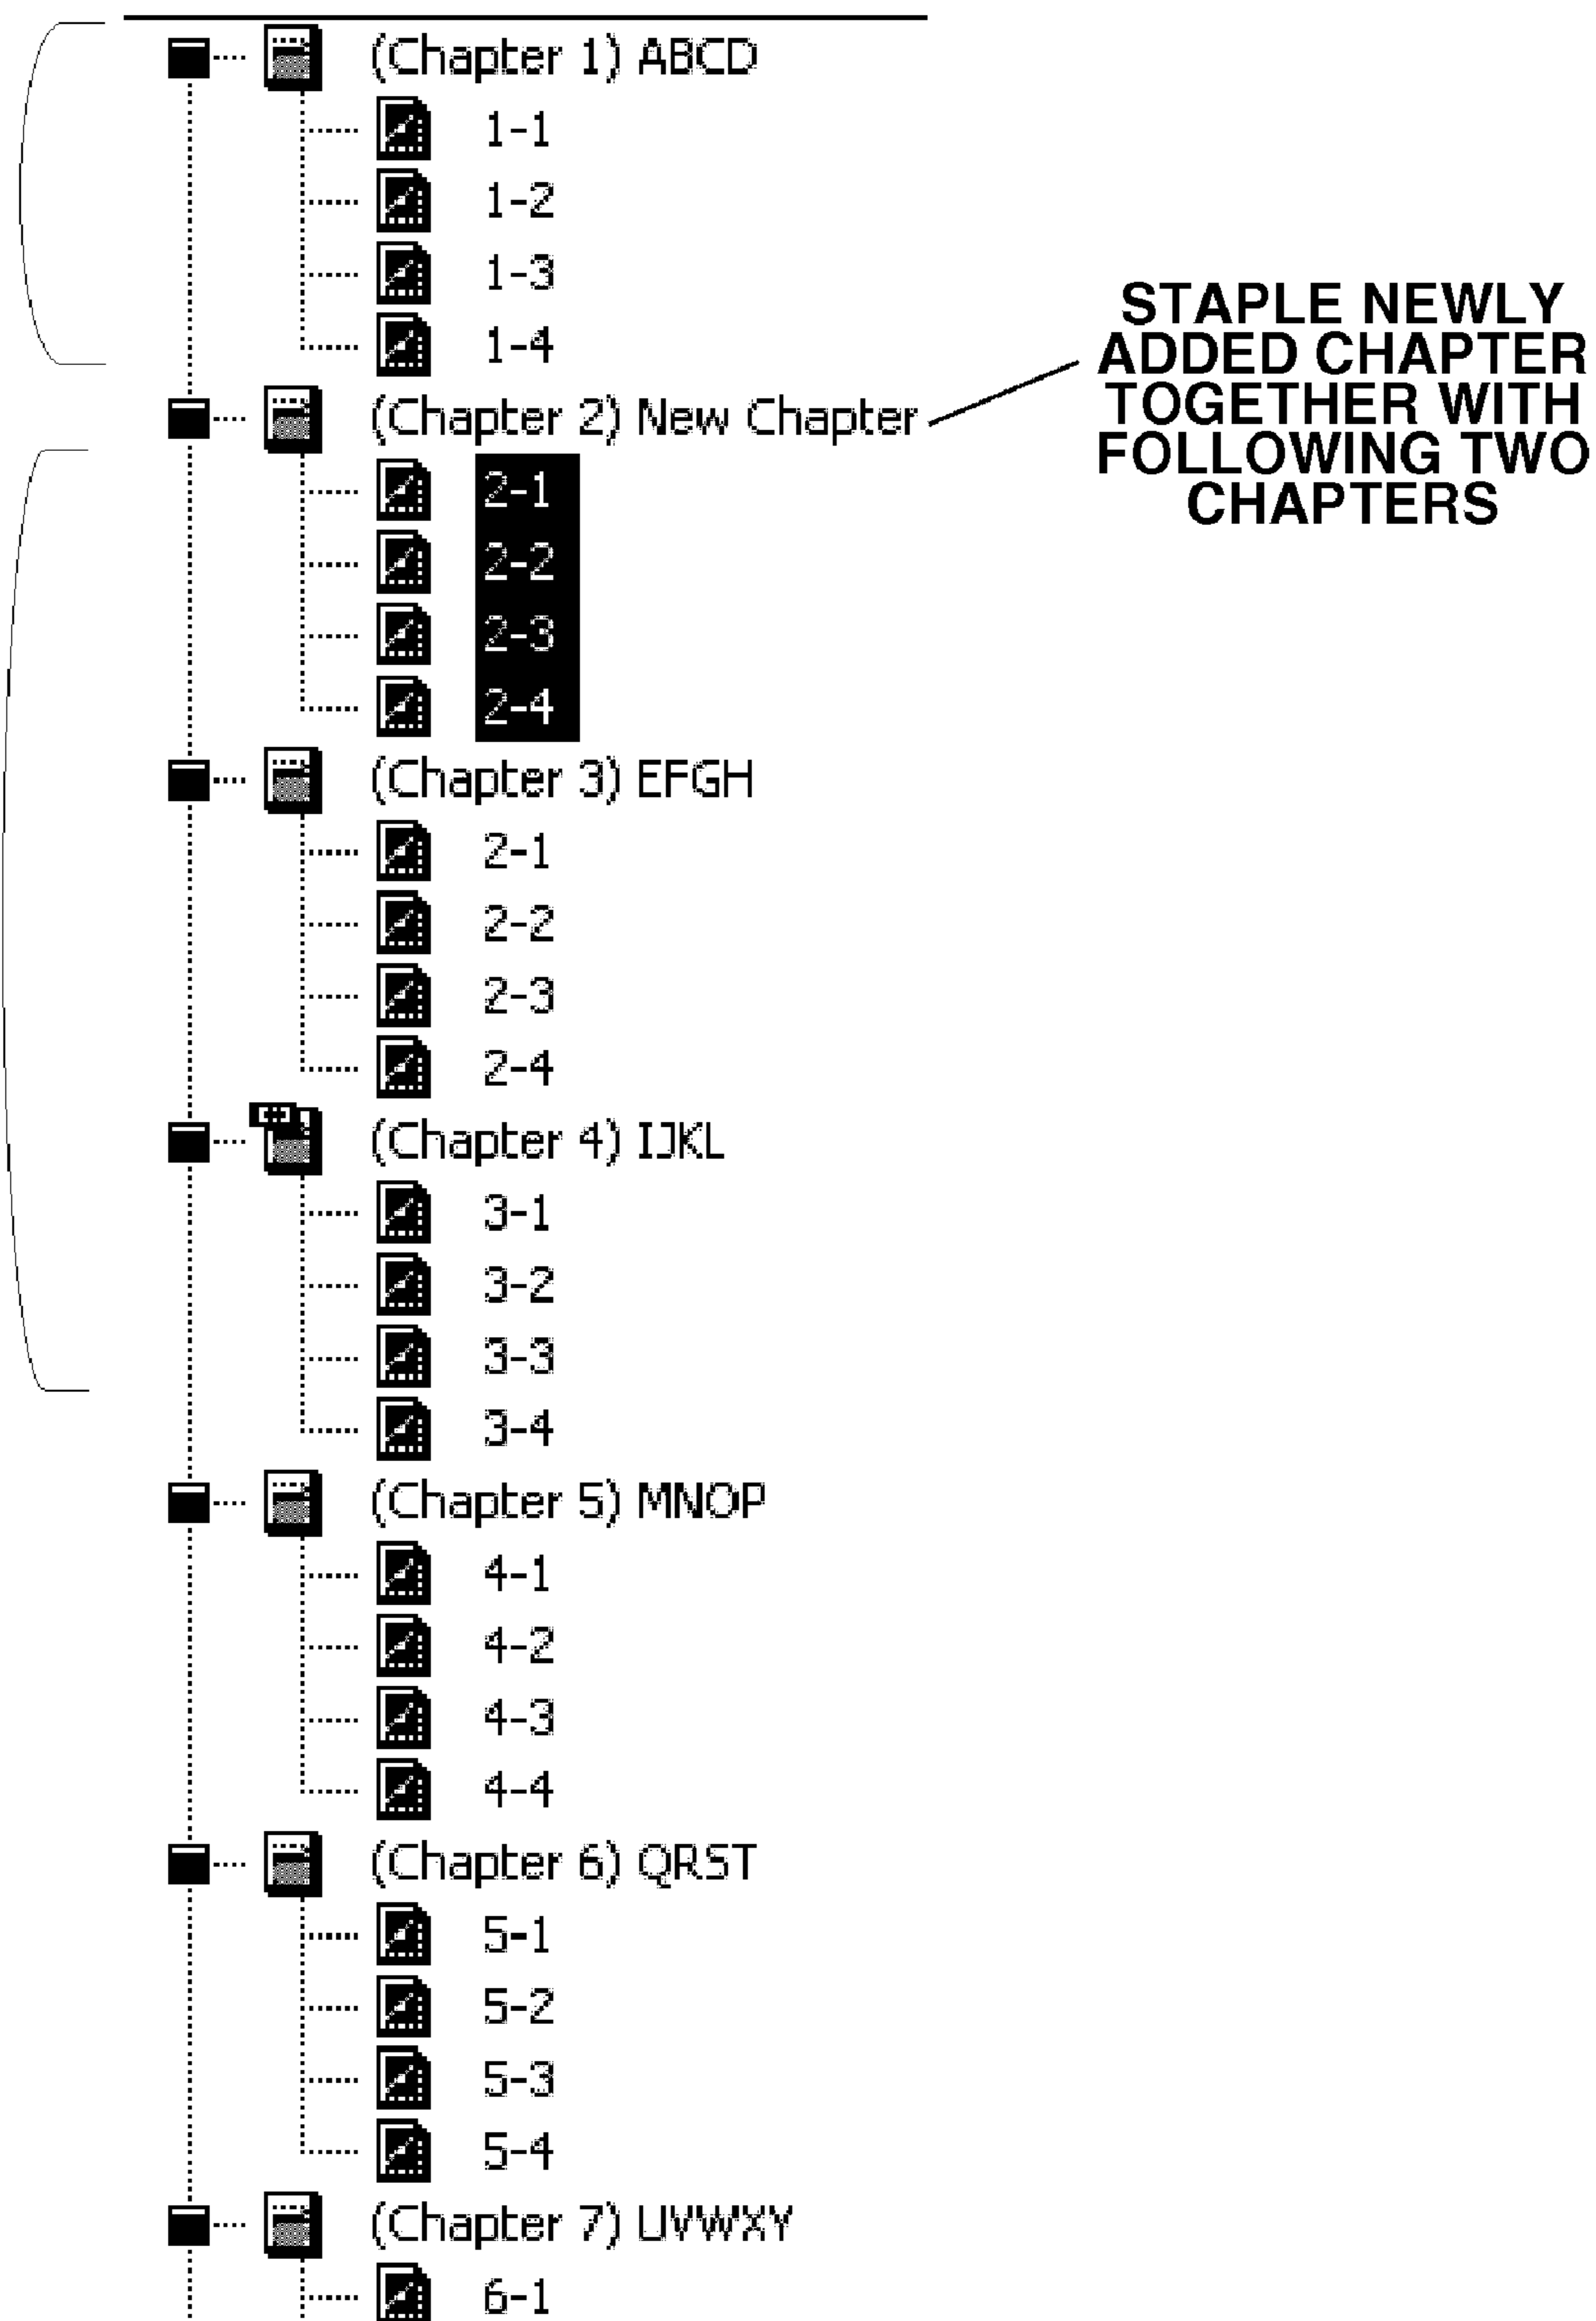 (Chapter 1) ABCD
1-1
1-2
1-3
1-4
(Chapter 2) New Chapter
2-1
2-2
2-3
2-4
(Chapter 3) EFGH
2-1
2-2
2-3
2-4
(Chapter 4) IJKL
3-1
3-2
3-3
3-4
(Chapter 5) MNOP
4-1
4-2
4-3
4-4
(Chapter 6) QRST
5-1
5-2
5-3
5-4
(Chapter 7) UVWXY
6-1
STAPLE NEWLY
ADDED CHAPTER
TOGETHER WITH
FOLLOWING TWO
CHAPTERS